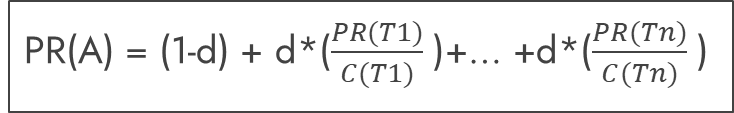 PR(A) = (1-d) + d*(PR(T1)/C(T1))+... +d*(PR(Tn)/C(Tn))